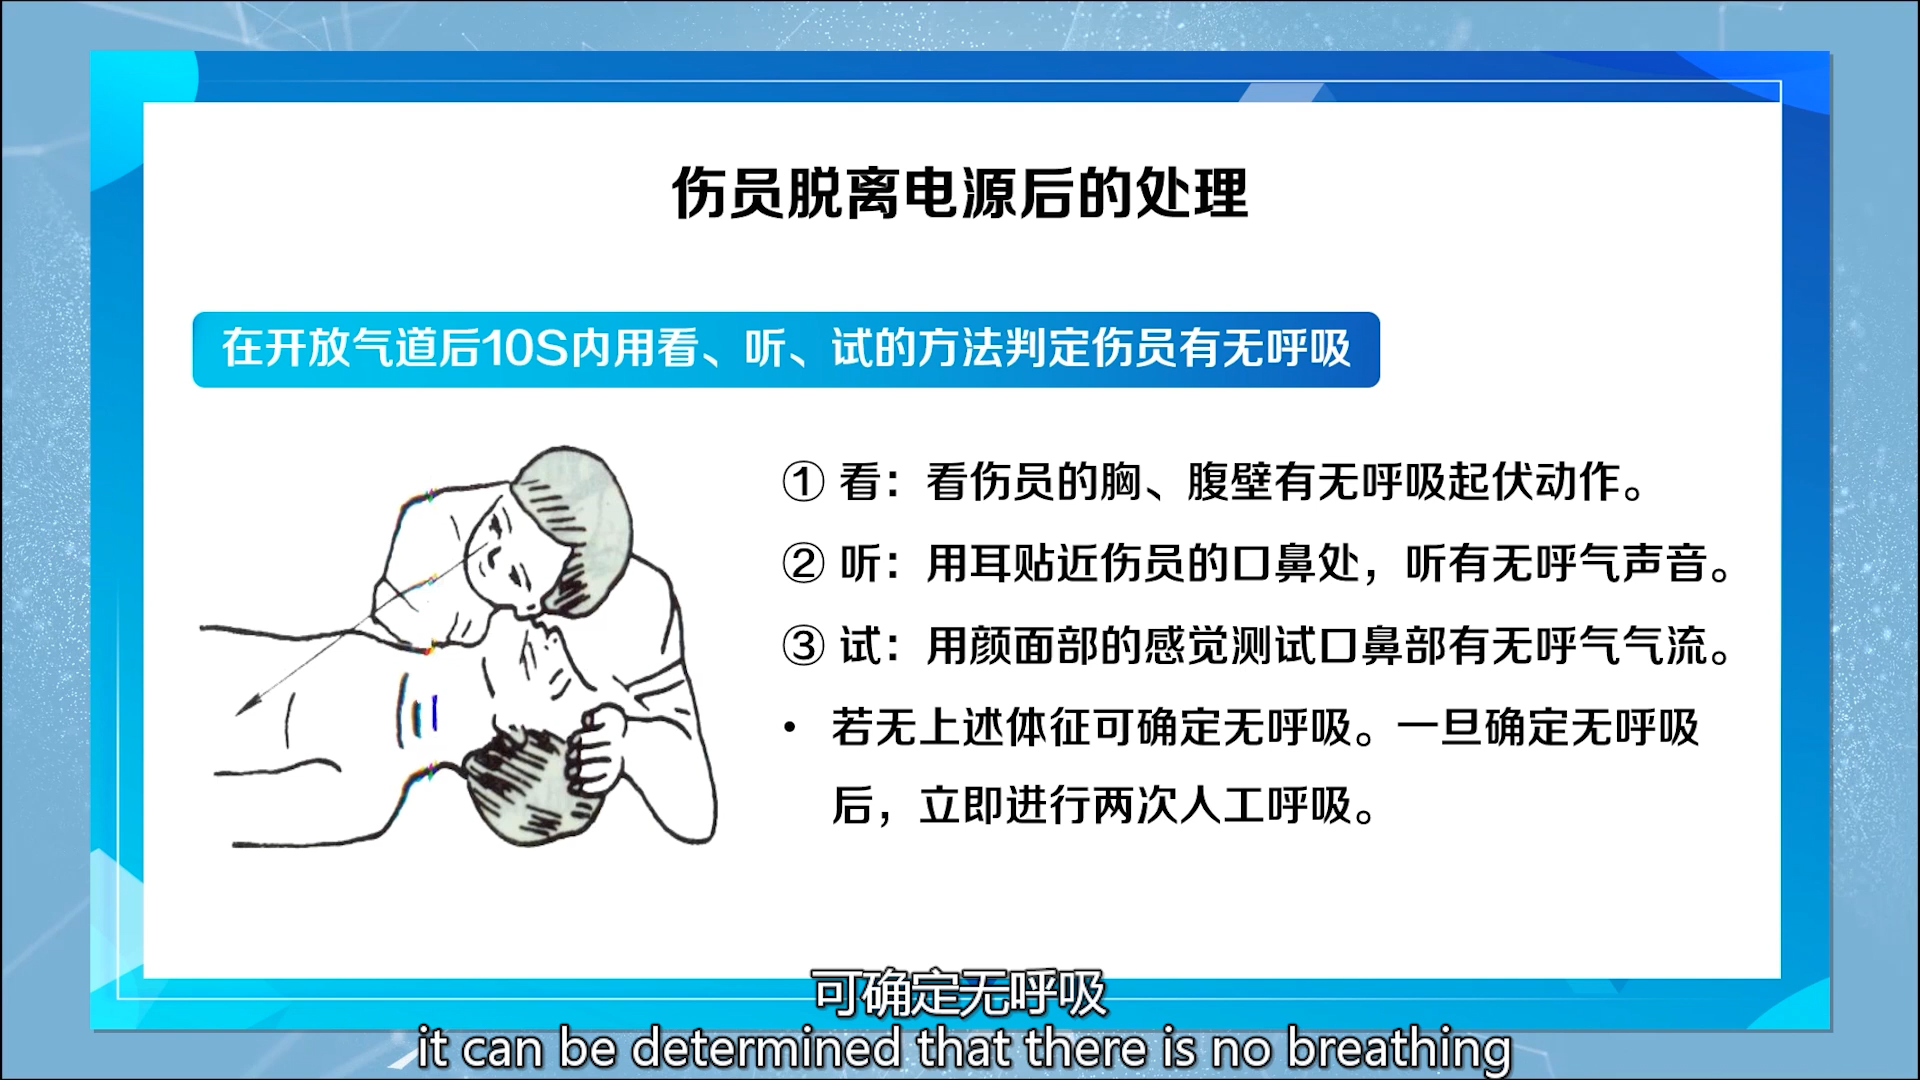 伤员脱离电源后的处理
在开放气道后10S内用看、听、试的方法判定伤员有无呼吸
① 看：看伤员的胸、腹壁有无呼吸起伏动作。
② 听：用耳贴近伤员的口鼻处，听有无呼气声音。
③ 试：用颜面部的感觉测试口鼻部有无呼气气流。
• 若无上述体征可确定无呼吸。一旦确定无呼吸
后，立即进行两次人工呼吸。
可确定无呼吸
it can be determined that there is no breathing